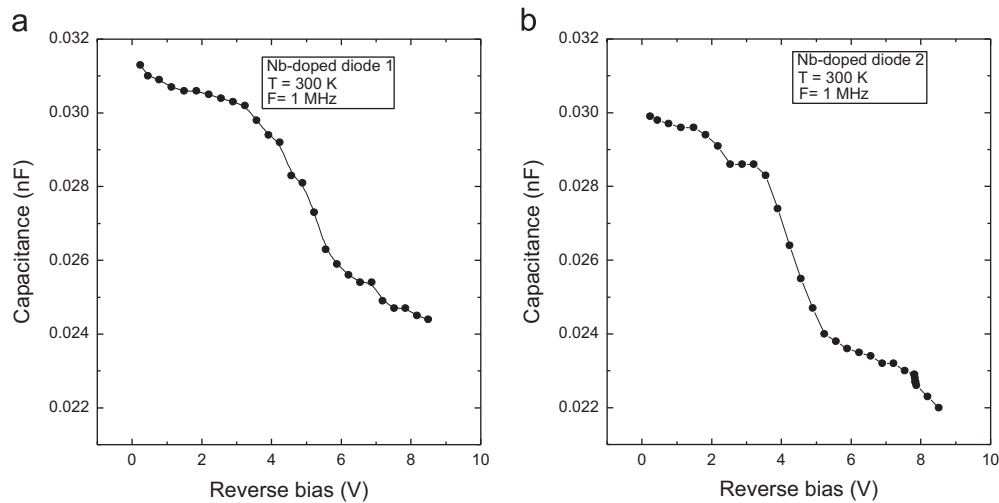 a
0.032
0.030
0.028
0.026
0.024
0.022
Capacitance (nF)
Nb-doped diode 1
T = 300 K
F= 1 MHz
0 2 4 6 8 10
Reverse bias (V)
b
0.032
0.030
0.028
0.026
0.024
0.022
Capacitance (nF)
Nb-doped diode 2
T = 300 K
F= 1 MHz
0 2 4 6 8 10
Reverse bias (V)